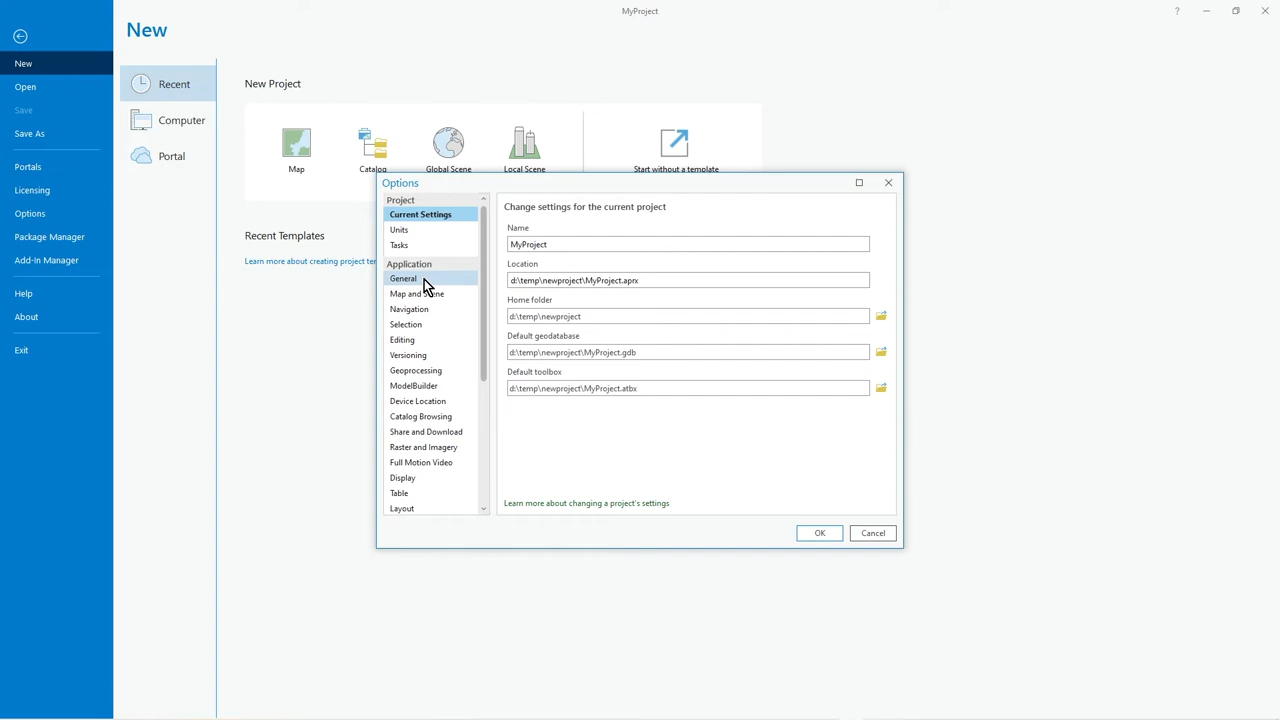 MyProject
?
New
New
Open
Save
Save As
Portals
Licensing
Options
Package Manager
Add-In Manager
Help
About
Exit
Recent
Computer
Portal
New Project
Map
Catalog
Global Scene
Local Scene
Start without a template
Recent Templates
Learn more about creating project ter
Options
Project
Current Settings
Units
Tasks
Application
General
Map and Scene
Navigation
Selection
Editing
Versioning
Geoprocessing
ModelBuilder
Device Location
Catalog Browsing
Share and Download
Raster and Imagery
Full Motion Video
Display
Table
Layout
Change settings for the current project
Name
MyProject
Location
d:\temp\newproject\MyProject.aprx
Home folder
d:\temp\newproject
Default geodatabase
d:\temp\newproject\MyProject.gdb
Default toolbox
d:\temp\newproject\MyProject.atbx
Learn more about changing a project's settings
OK
Cancel